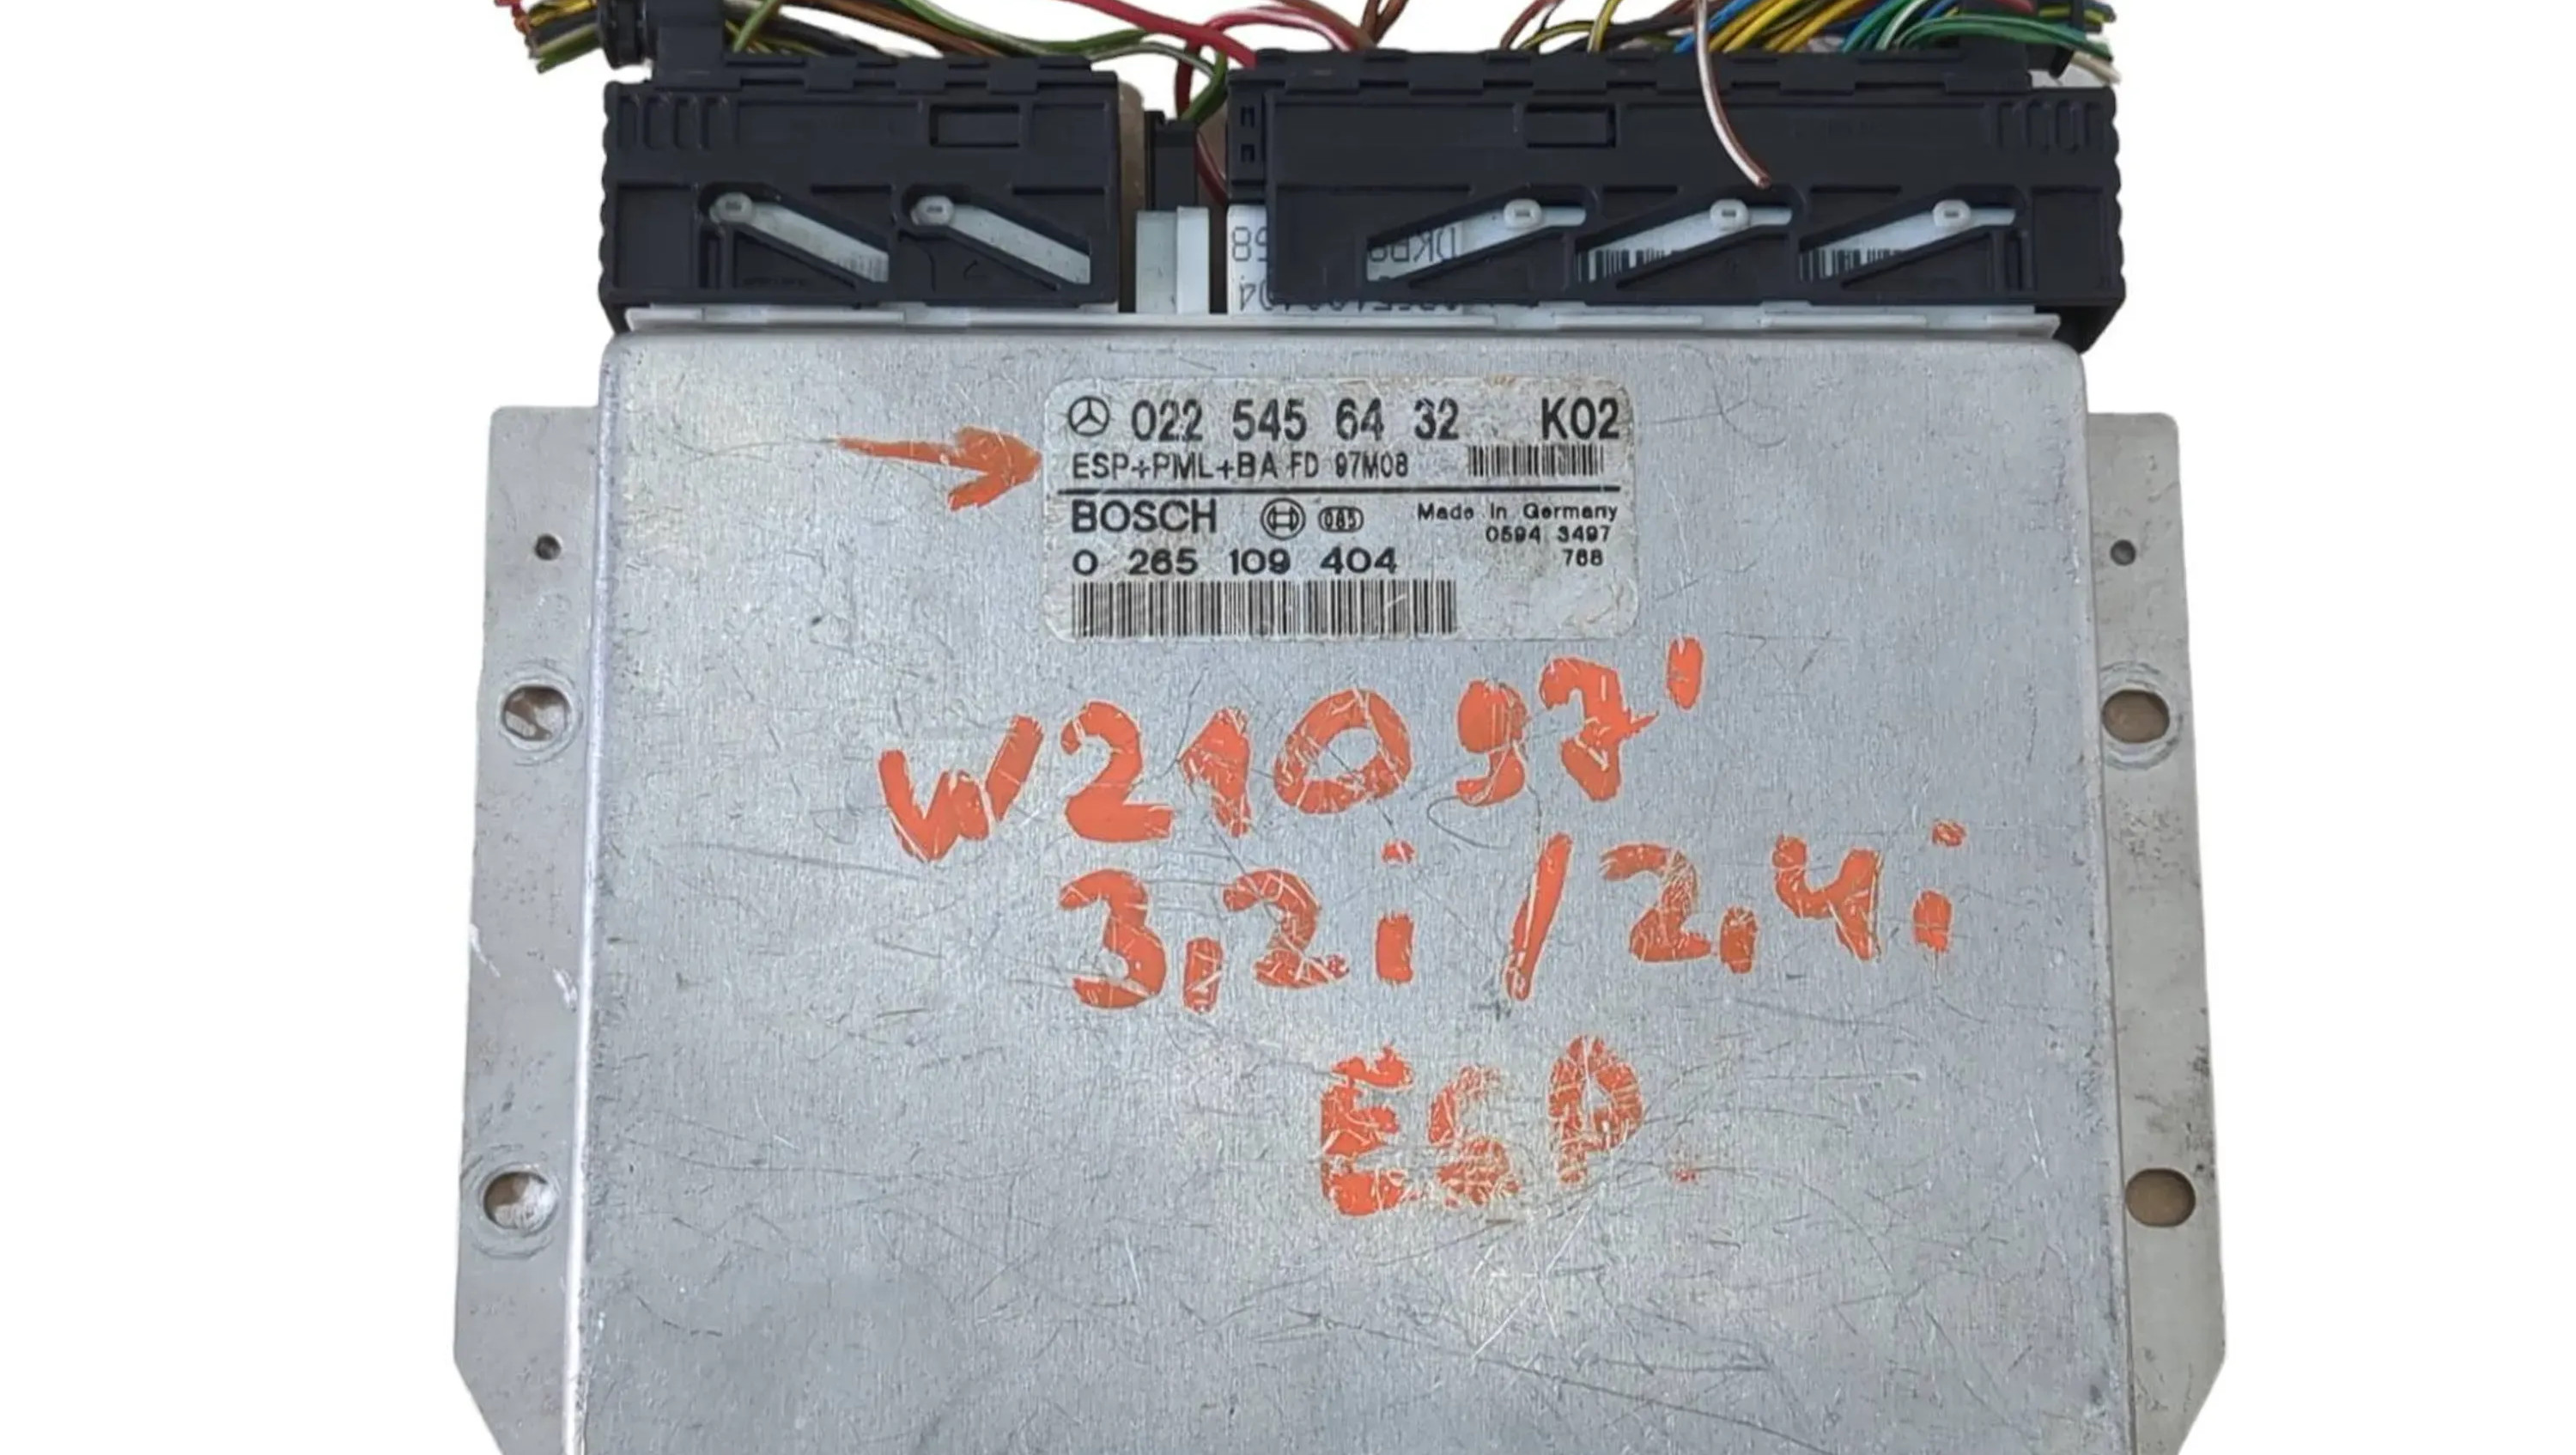 022 545 64 32 K02
ESP+PML+BA FD 97M08
BOSCH 085 Made In Germany
0594 3497
0 265 109 404 768
W210 97'
3,2i / 2,4i
ESP